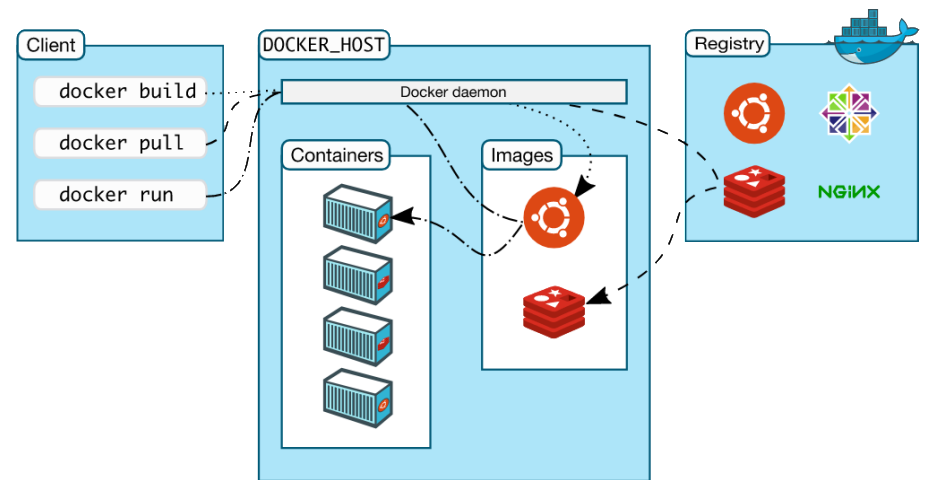 Client
docker build
docker pull
docker run
DOCKER_HOST
Docker daemon
Containers
Images
Registry
NGINX